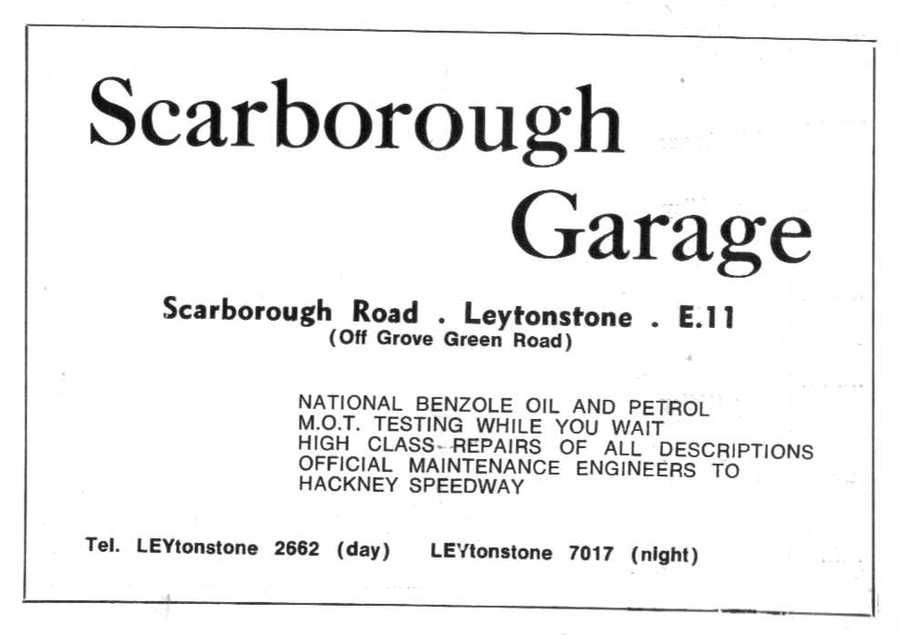 Scarborough
Garage
Scarborough Road . Leytonstone . E.11
(Off Grove Green Road)
NATIONAL BENZOLE OIL AND PETROL
M.O.T. TESTING WHILE YOU WAIT
HIGH CLASS REPAIRS OF ALL DESCRIPTIONS
OFFICIAL MAINTENANCE ENGINEERS TO
HACKNEY SPEEDWAY
Tel. LEYtonstone 2662 (day) LEYtonstone 7017 (night)